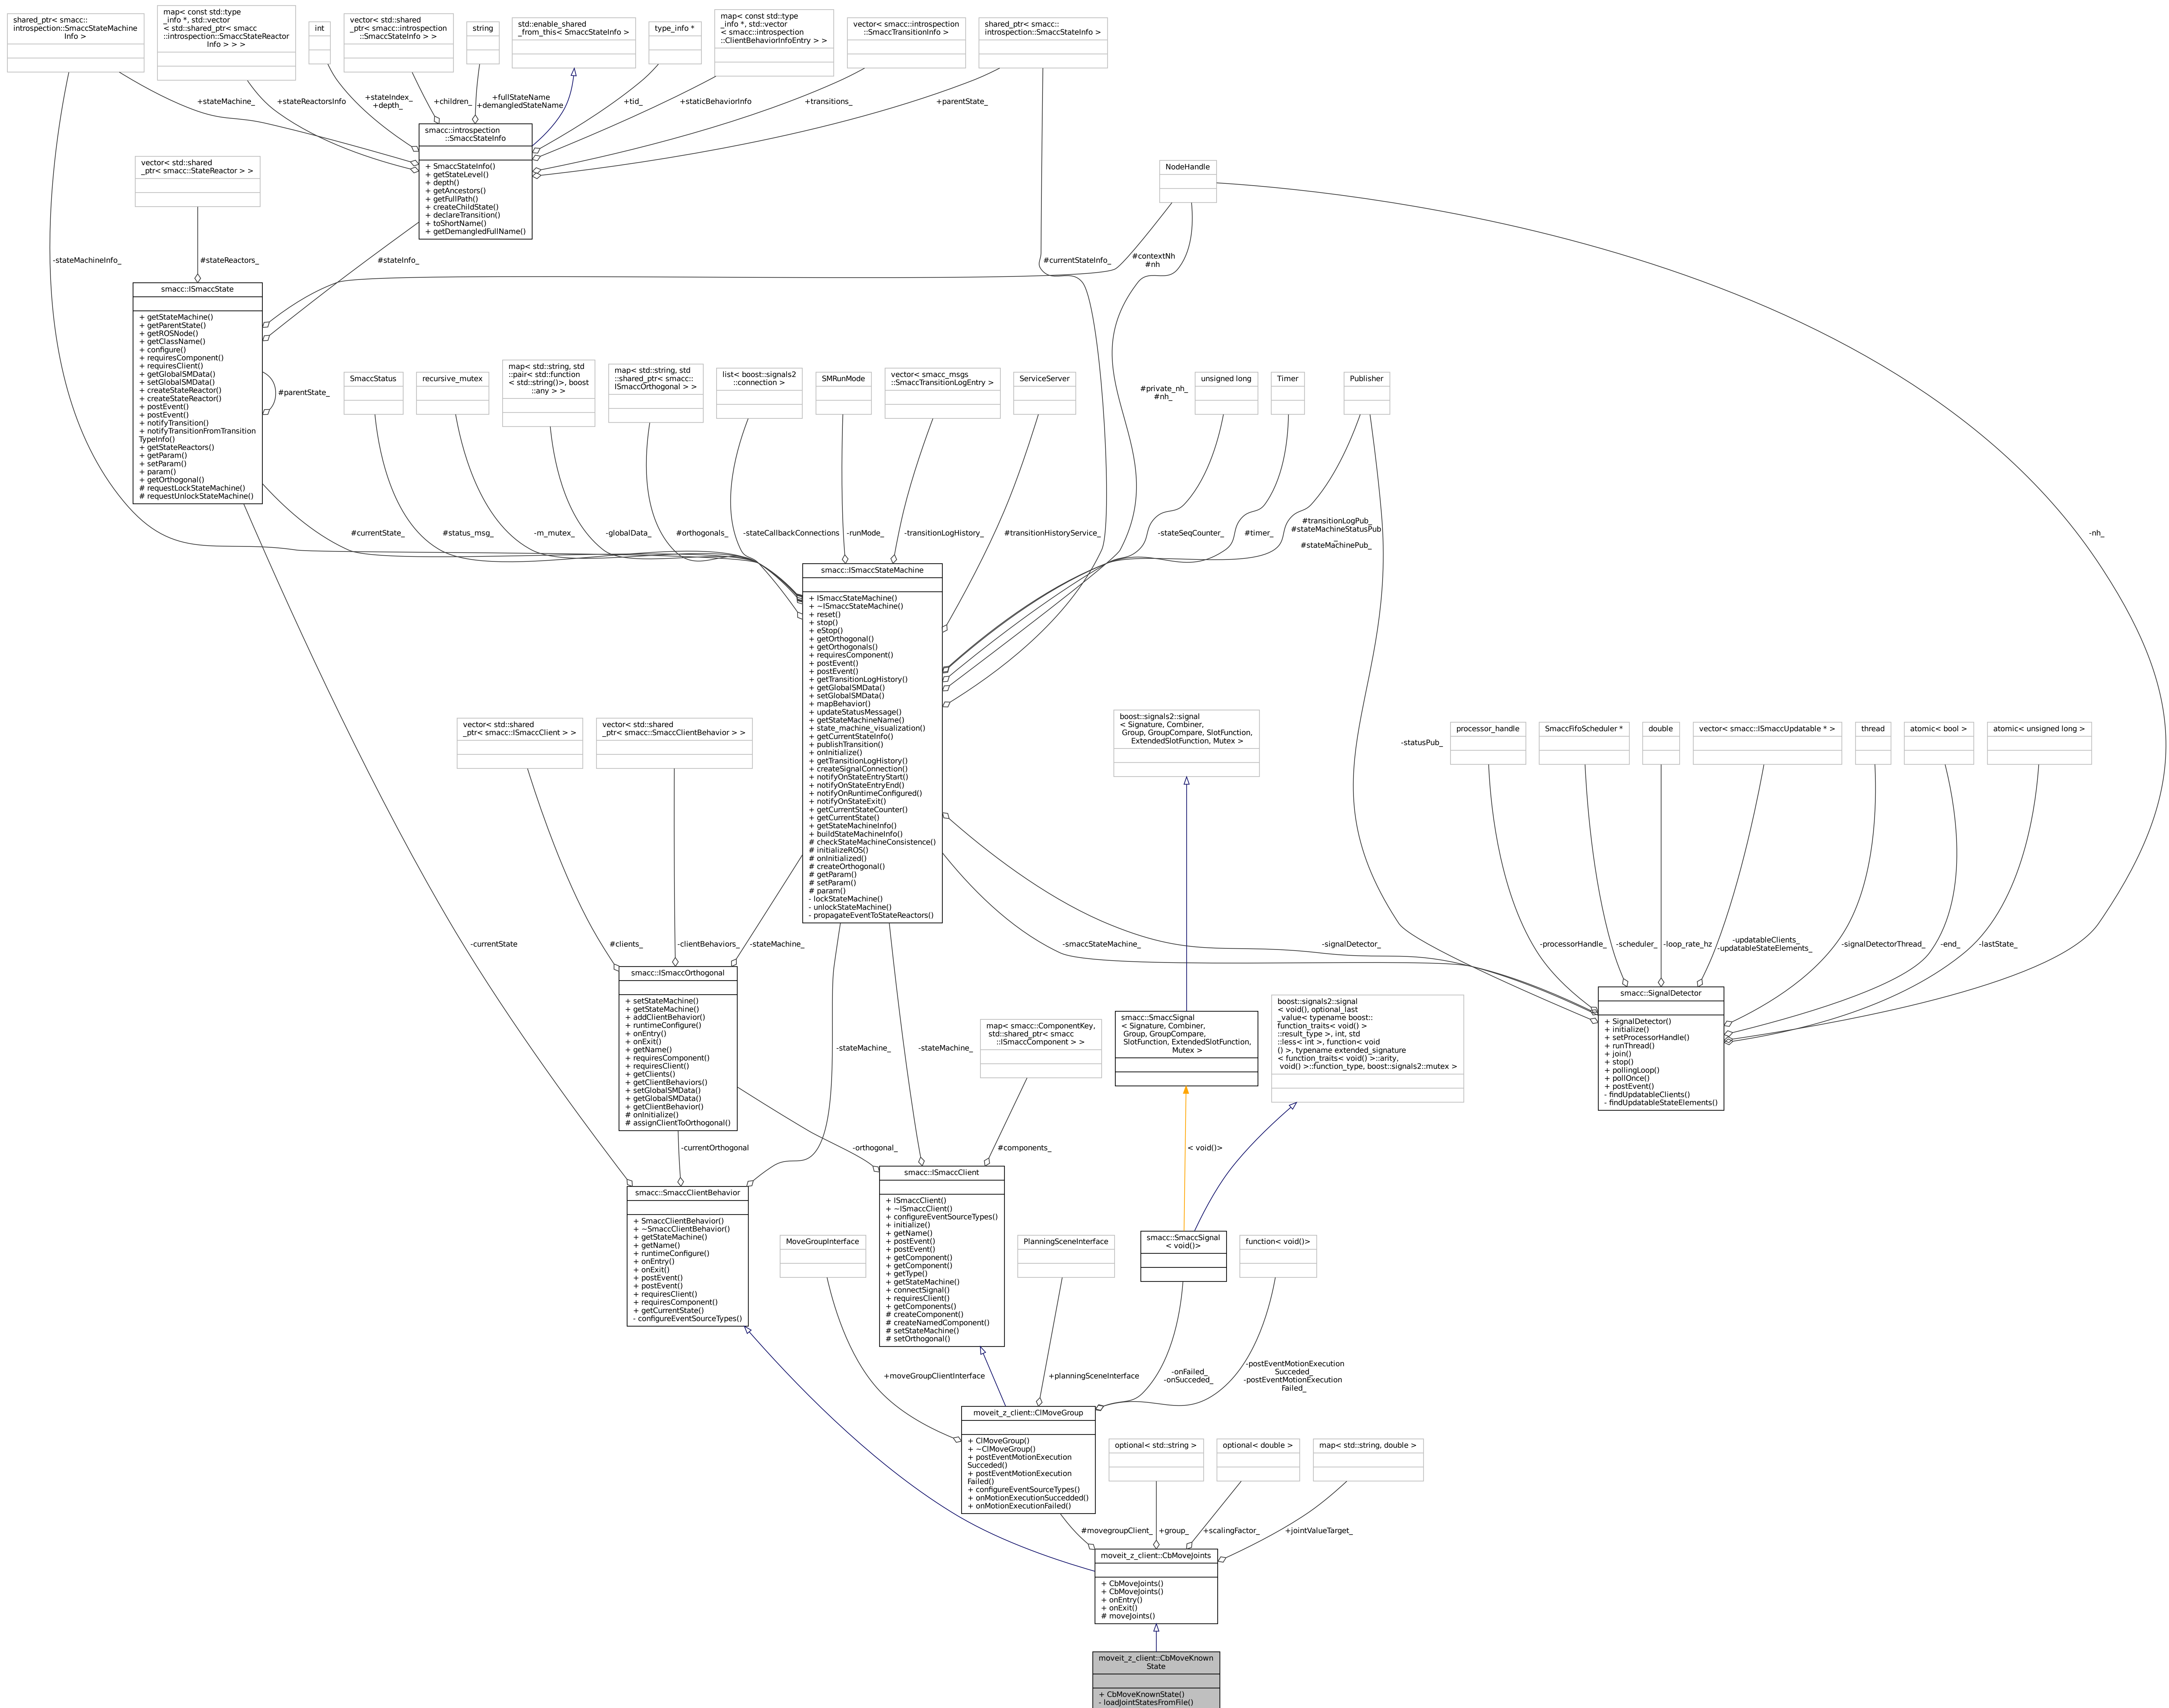 shared_ptr< smacc::
introspection::SmaccStateMachine
Info >
map< const std::type
_info *, std::vector
< std::shared_ptr< smacc
::introspection::SmaccStateReactor
Info > > >
int
vector< std::shared
_ptr< smacc::introspection
::SmaccStateInfo > >
string
std::enable_shared
_from_this< SmaccStateInfo >
type_info *
map< const std::type
_info *, std::vector
< smacc::introspection
::ClientBehaviorInfoEntry > >
vector< smacc::introspection
::SmaccTransitionInfo >
shared_ptr< smacc::
introspection::SmaccStateInfo >
+stateMachine_
+stateReactorsInfo
+stateIndex_
+depth_
+children_
+fullStateName
+demangledStateName
+tid_
+staticBehaviorInfo
+transitions_
+parentState_
smacc::introspection
::SmaccStateInfo
+ SmaccStateInfo()
+ getStateLevel()
+ depth()
+ getAncestors()
+ getFullPath()
+ createChildState()
+ declareTransition()
+ toShortName()
+ getDemangledFullName()
vector< std::shared
_ptr< smacc::StateReactor > >
NodeHandle
-stateMachineInfo_
#stateReactors_
#stateInfo_
#currentStateInfo_
#contextNh
#nh
smacc::ISmaccState
+ getStateMachine()
+ getParentState()
+ getROSNode()
+ getClassName()
+ configure()
+ requiresComponent()
+ requiresClient()
+ getGlobalSMData()
+ setGlobalSMData()
+ createStateReactor()
+ createStateReactor()
+ postEvent()
+ postEvent()
+ notifyTransition()
+ notifyTransitionFromTransition
TypeInfo()
+ getStateReactors()
+ getParam()
+ setParam()
+ param()
+ getOrthogonal()
# requestLockStateMachine()
# requestUnlockStateMachine()
#parentState_
SmaccStatus
recursive_mutex
map< std::string, std
::pair< std::function
< std::string()>, boost
::any > >
map< std::string, std
::shared_ptr< smacc::
ISmaccOrthogonal > >
list< boost::signals2
::connection >
SMRunMode
vector< smacc_msgs
::SmaccTransitionLogEntry >
ServiceServer
#private_nh_
#nh_
unsigned long
Timer
Publisher
#currentState_
#status_msg_
-m_mutex_
-globalData_
#orthogonals_
-stateCallbackConnections
-runMode_
-transitionLogHistory_
#transitionHistoryService_
-stateSeqCounter_
#timer_
#transitionLogPub_
#stateMachineStatusPub
_
#stateMachinePub_
-nh_
smacc::ISmaccStateMachine
+ ISmaccStateMachine()
+ ~ISmaccStateMachine()
+ reset()
+ stop()
+ eStop()
+ getOrthogonal()
+ getOrthogonals()
+ requiresComponent()
+ postEvent()
+ postEvent()
+ getTransitionLogHistory()
+ getGlobalSMData()
+ setGlobalSMData()
+ mapBehavior()
+ updateStatusMessage()
+ getStateMachineName()
+ state_machine_visualization()
+ getCurrentStateInfo()
+ publishTransition()
+ onInitialize()
+ getTransitionLogHistory()
+ createSignalConnection()
+ notifyOnStateEntryStart()
+ notifyOnStateEntryEnd()
+ notifyOnRuntimeConfigured()
+ notifyOnStateExit()
+ getCurrentStateCounter()
+ getCurrentState()
+ getStateMachineInfo()
+ buildStateMachineInfo()
# checkStateMachineConsistence()
# initializeROS()
# onInitialized()
# createOrthogonal()
# getParam()
# setParam()
# param()
- lockStateMachine()
- unlockStateMachine()
- propagateEventToStateReactors()
vector< std::shared
_ptr< smacc::ISmaccClient > >
vector< std::shared
_ptr< smacc::SmaccClientBehavior > >
boost::signals2::signal
< Signature, Combiner,
Group, GroupCompare, SlotFunction,
ExtendedSlotFunction, Mutex >
-statusPub_
processor_handle
SmaccFifoScheduler *
double
vector< smacc::ISmaccUpdatable * >
thread
atomic< bool >
atomic< unsigned long >
-currentState
#clients_
-clientBehaviors_
-stateMachine_
-smaccStateMachine_
-signalDetector_
-processorHandle_
-scheduler_
-loop_rate_hz
-updatableClients_
-updatableStateElements_
-signalDetectorThread_
-end_
-lastState_
smacc::ISmaccOrthogonal
+ setStateMachine()
+ getStateMachine()
+ addClientBehavior()
+ runtimeConfigure()
+ onEntry()
+ onExit()
+ getName()
+ requiresComponent()
+ requiresClient()
+ getClients()
+ getClientBehaviors()
+ setGlobalSMData()
+ getGlobalSMData()
+ getClientBehavior()
# onInitialize()
# assignClientToOrthogonal()
smacc::SignalDetector
+ SignalDetector()
+ initialize()
+ setProcessorHandle()
+ runThread()
+ join()
+ stop()
+ pollingLoop()
+ pollOnce()
+ postEvent()
- findUpdatableClients()
- findUpdatableStateElements()
-stateMachine_
-stateMachine_
map< smacc::ComponentKey,
std::shared_ptr< smacc
::ISmaccComponent > >
smacc::SmaccSignal
< Signature, Combiner,
Group, GroupCompare,
SlotFunction, ExtendedSlotFunction,
Mutex >
boost::signals2::signal
< void(), optional_last
_value< typename boost::
function_traits< void() >
::result_type >, int, std
::less< int >, function< void
() >, typename extended_signature
< function_traits< void() >::arity,
void() >::function_type, boost::signals2::mutex >
-currentOrthogonal
-orthogonal_
#components_
< void()>
smacc::SmaccClientBehavior
+ SmaccClientBehavior()
+ ~SmaccClientBehavior()
+ getStateMachine()
+ getName()
+ runtimeConfigure()
+ onEntry()
+ onExit()
+ postEvent()
+ postEvent()
+ requiresClient()
+ requiresComponent()
+ getCurrentState()
- configureEventSourceTypes()
smacc::ISmaccClient
+ ISmaccClient()
+ ~ISmaccClient()
+ configureEventSourceTypes()
+ initialize()
+ getName()
+ postEvent()
+ postEvent()
+ getComponent()
+ getComponent()
+ getType()
+ getStateMachine()
+ connectSignal()
+ requiresClient()
+ getComponents()
# createComponent()
# createNamedComponent()
# setStateMachine()
# setOrthogonal()
MoveGroupInterface
PlanningSceneInterface
smacc::SmaccSignal
< void()>
function< void()>
+moveGroupClientInterface
+planningSceneInterface
-onFailed_
-onSucceded_
-postEventMotionExecution
Succeded_
-postEventMotionExecution
Failed_
moveit_z_client::ClMoveGroup
+ ClMoveGroup()
+ ~ClMoveGroup()
+ postEventMotionExecution
Succeded()
+ postEventMotionExecution
Failed()
+ configureEventSourceTypes()
+ onMotionExecutionSuccedded()
+ onMotionExecutionFailed()
optional< std::string >
optional< double >
map< std::string, double >
#movegroupClient_
+group_
+scalingFactor_
+jointValueTarget_
moveit_z_client::CbMoveJoints
+ CbMoveJoints()
+ CbMoveJoints()
+ onEntry()
+ onExit()
# moveJoints()
moveit_z_client::CbMoveKnown
State
+ CbMoveKnownState()
- loadJointStatesFromFile()